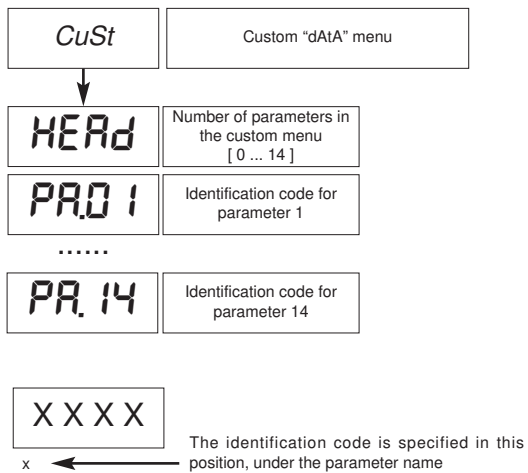 CuSt
Custom “dAtA” menu
HEAd
Number of parameters in
the custom menu
[ 0 ... 14 ]
PA.01
Identification code for
parameter 1
......
PA. 14
Identification code for
parameter 14
X X X X
x
The identification code is specified in this
position, under the parameter name